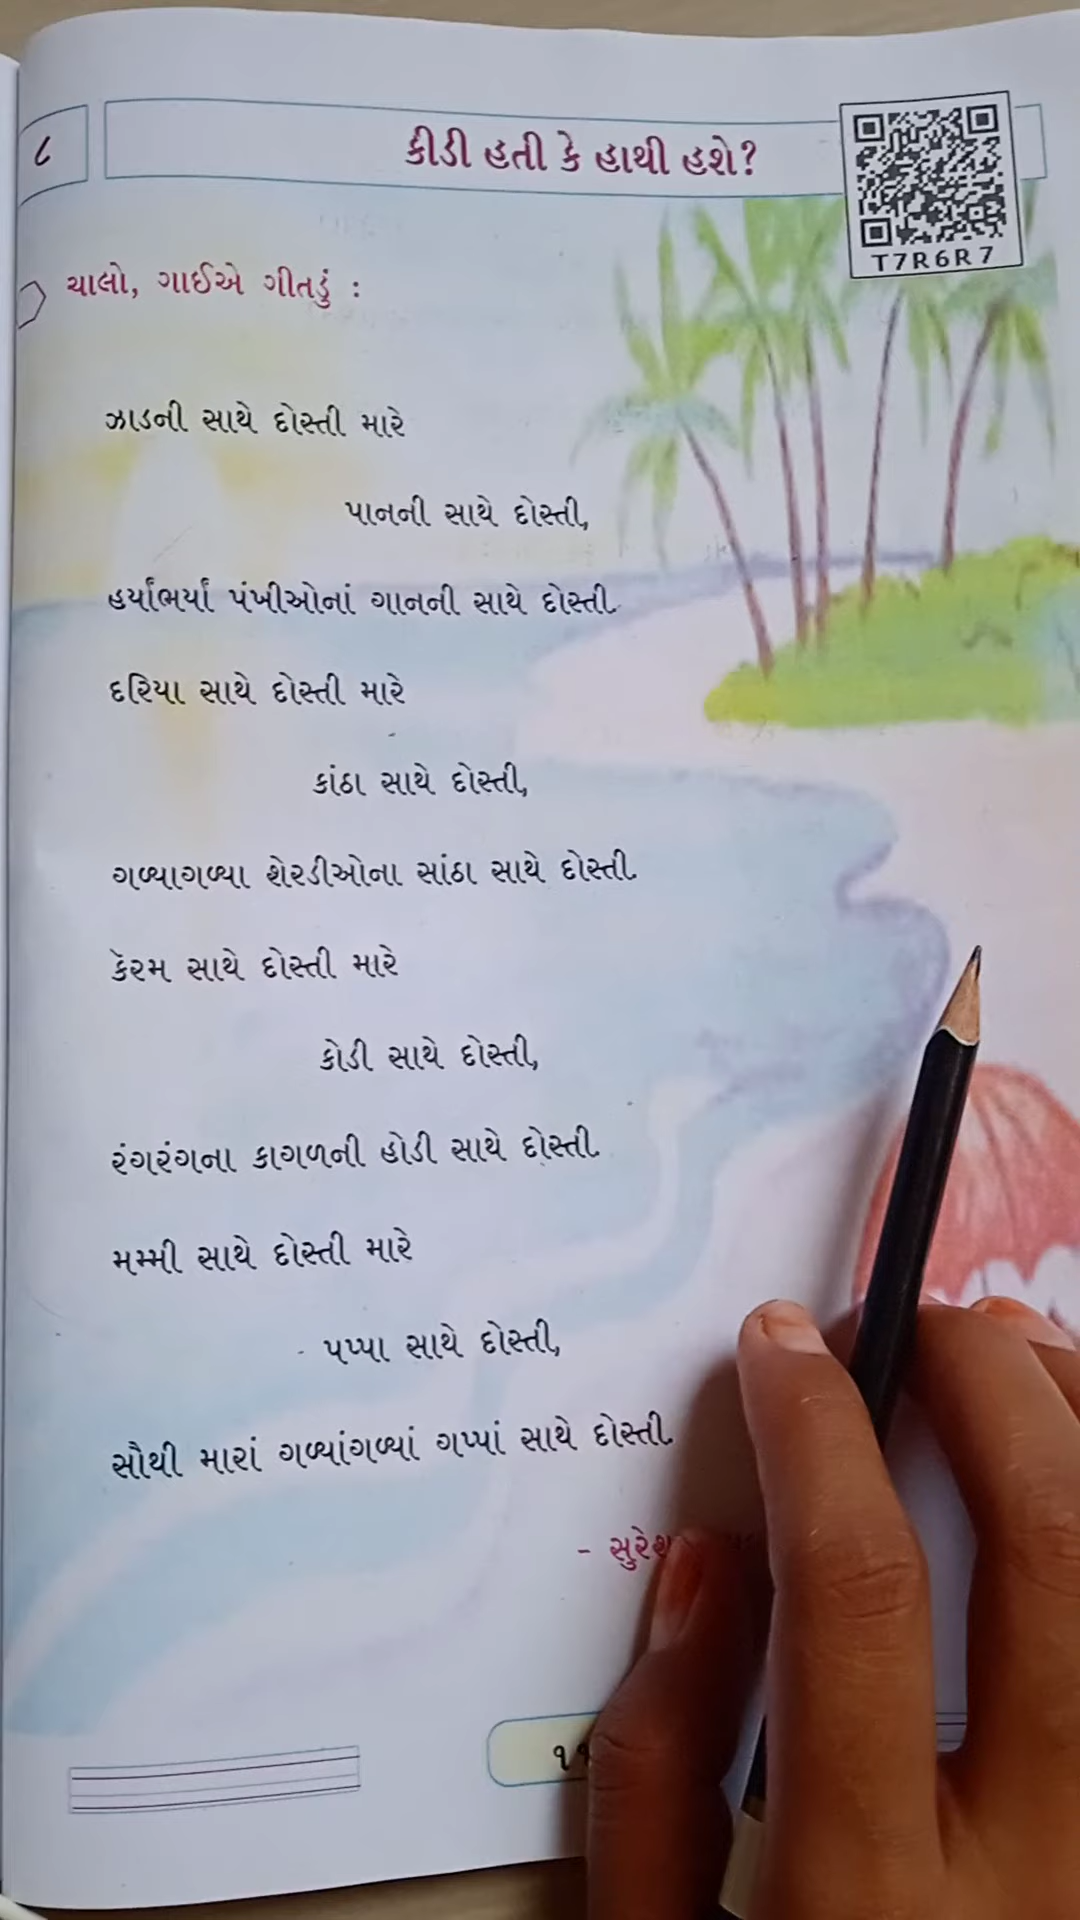 ૮
કીડી હતી કે હાથી હશે?
T7R6R7
ચાલો, ગાઈએ ગીતડું :
ઝાડની સાથે દોસ્તી મારે
પાનની સાથે દોસ્તી,
હર્યાંભર્યાં પંખીઓનાં ગાનની સાથે દોસ્તી.
દરિયા સાથે દોસ્તી મારે
કાંઠા સાથે દોસ્તી,
ગળ્યાગળ્યા શેરડીઓના સાંઠા સાથે દોસ્તી.
કૅરમ સાથે દોસ્તી મારે
કોડી સાથે દોસ્તી,
રંગરંગના કાગળની હોડી સાથે દોસ્તી.
મમ્મી સાથે દોસ્તી મારે
પપ્પા સાથે દોસ્તી,
સૌથી મારાં ગળ્યાંગળ્યાં ગપ્પાં સાથે દોસ્તી.
- સુરેશ